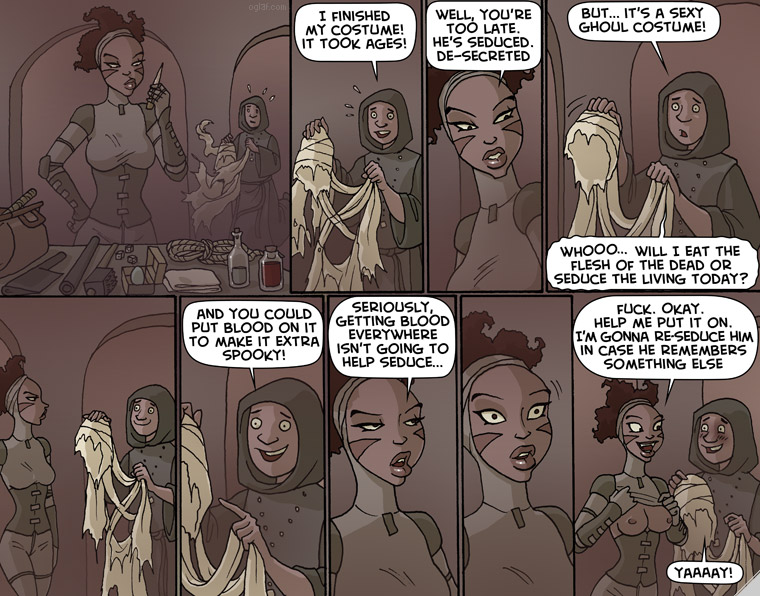 oglaf.com
I FINISHED
MY COSTUME!
IT TOOK AGES!
WELL, YOU'RE
TOO LATE.
HE'S SEDUCED.
DE-SECRETED
BUT... IT'S A SEXY
GHOUL COSTUME!
WHOOO... WILL I EAT THE
FLESH OF THE DEAD OR
SEDUCE THE LIVING TODAY?
AND YOU COULD
PUT BLOOD ON IT
TO MAKE IT EXTRA
SPOOKY!
SERIOUSLY,
GETTING BLOOD
EVERYWHERE
ISN'T GOING TO
HELP SEDUCE...
FUCK. OKAY.
HELP ME PUT IT ON.
I'M GONNA RE-SEDUCE HIM
IN CASE HE REMEMBERS
SOMETHING ELSE
YAAAAY!